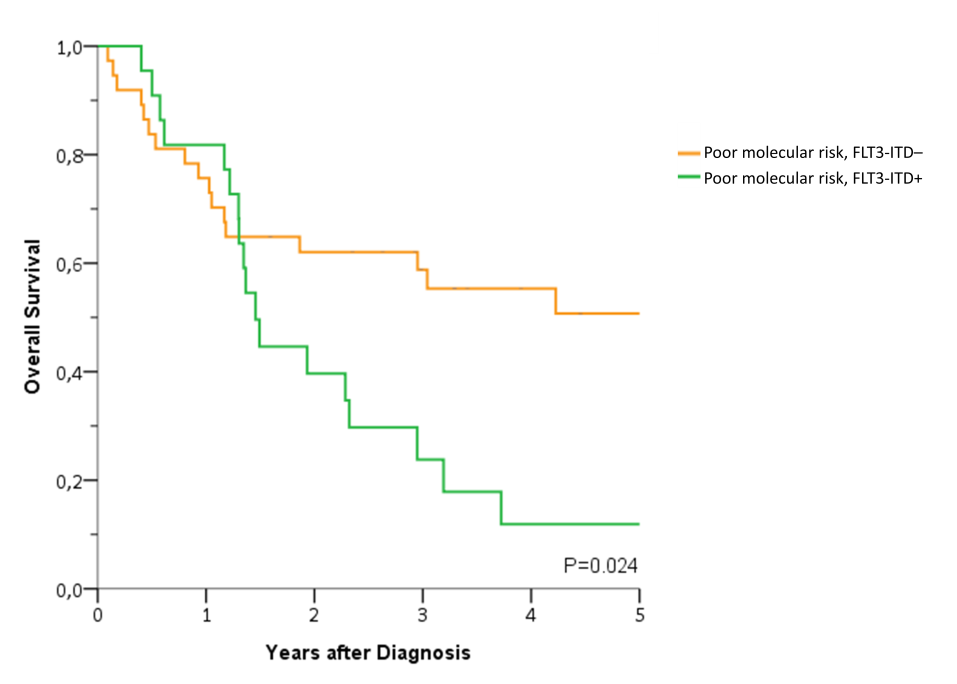 1,0
0,8
0,6
0,4
0,2
0,0
Overall Survival
0 1 2 3 4 5
Years after Diagnosis
P=0.024
Poor molecular risk, FLT3-ITD–
Poor molecular risk, FLT3-ITD+